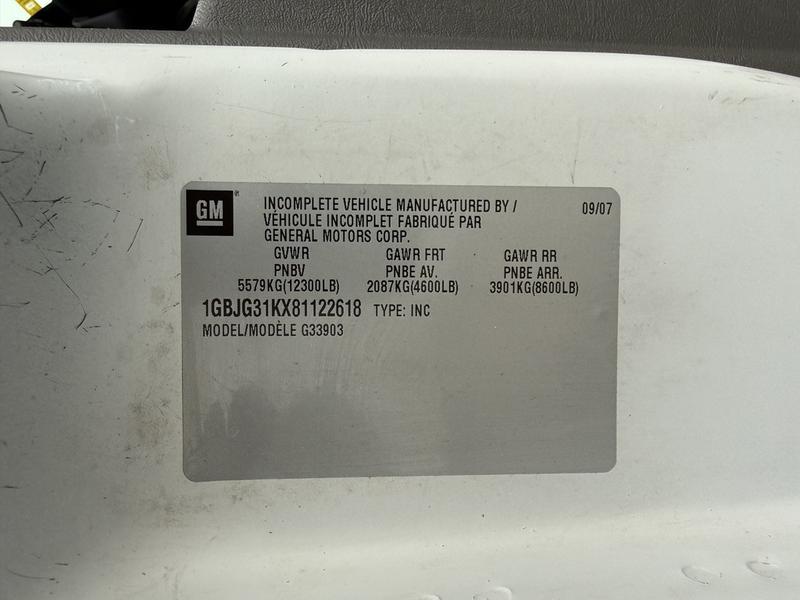 GM
INCOMPLETE VEHICLE MANUFACTURED BY / 09/07
VÉHICULE INCOMPLET FABRIQUÉ PAR
GENERAL MOTORS CORP.
GVWR GAWR FRT GAWR RR
PNBV PNBE AV. PNBE ARR.
5579KG(12300LB) 2087KG(4600LB) 3901KG(8600LB)
1GBJG31KX81122618 TYPE: INC
MODEL/MODÈLE G33903